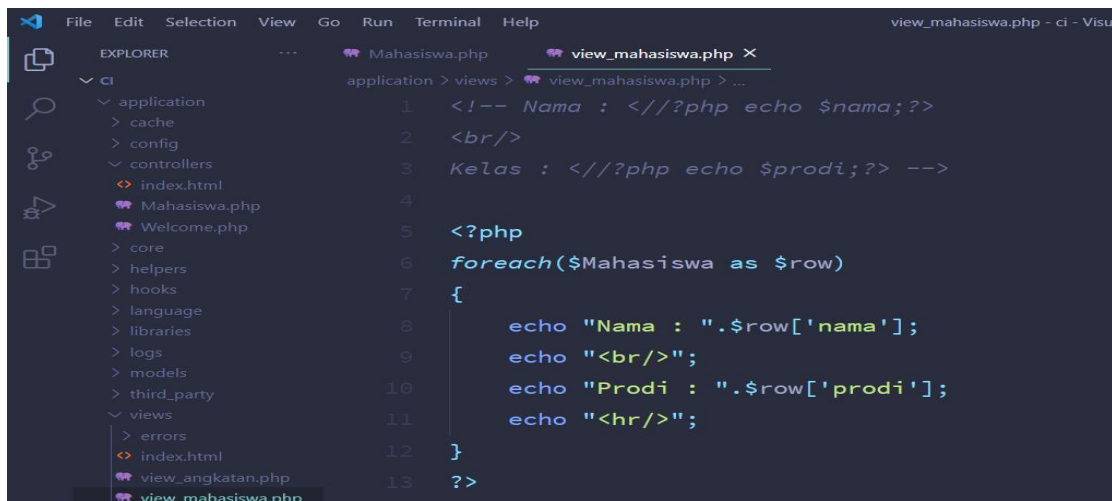 File Edit Selection View Go Run Terminal Help view_mahasiswa.php - ci - Visu
EXPLORER ...
CI
application
cache
config
controllers
index.html
Mahasiswa.php
Welcome.php
core
helpers
hooks
language
libraries
logs
models
third_party
views
errors
index.html
view_angkatan.php
view_mahasiswa.php
Mahasiswa.php view_mahasiswa.php
application > views > view_mahasiswa.php > ...
1 <!-- Nama : <//?php echo $nama;?>
2 <br/>
3 Kelas : <//?php echo $prodi;?> -->
4
5 <?php
6 foreach($Mahasiswa as $row)
7 {
8 echo "Nama : ".$row['nama'];
9 echo "<br/>";
10 echo "Prodi : ".$row['prodi'];
11 echo "<hr/>";
12 }
13 ?>